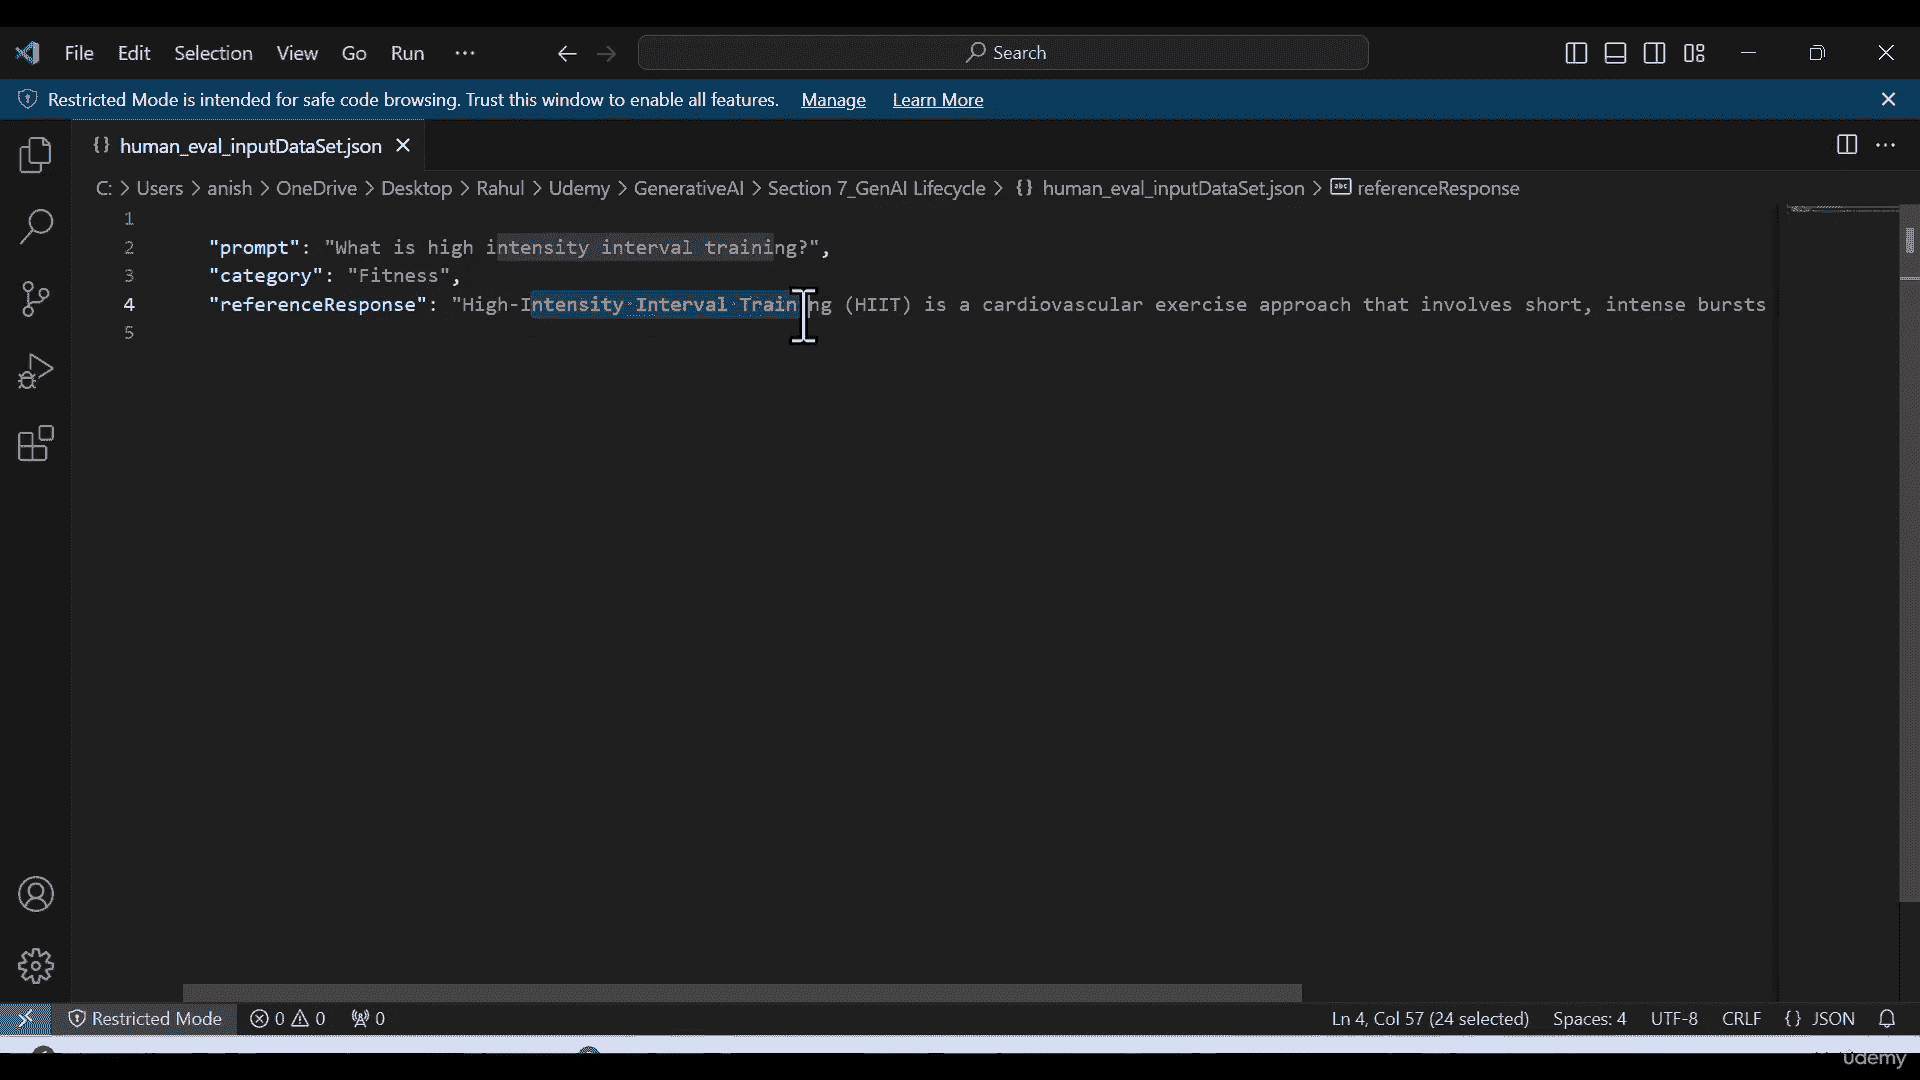 File Edit Selection View Go Run ··· Search
Restricted Mode is intended for safe code browsing. Trust this window to enable all features. Manage Learn More
{} human_eval_inputDataSet.json
C: > Users > anish > OneDrive > Desktop > Rahul > Udemy > GenerativeAI > Section 7_GenAI Lifecycle > {} human_eval_inputDataSet.json > abc referenceResponse
1
2 "prompt": "What is high intensity interval training?",
3 "category": "Fitness",
4 "referenceResponse": "High-Intensity Interval Training (HIIT) is a cardiovascular exercise approach that involves short, intense bursts
5
Restricted Mode 0 0 0 Ln 4, Col 57 (24 selected) Spaces: 4 UTF-8 CRLF {} JSON
ûdemy